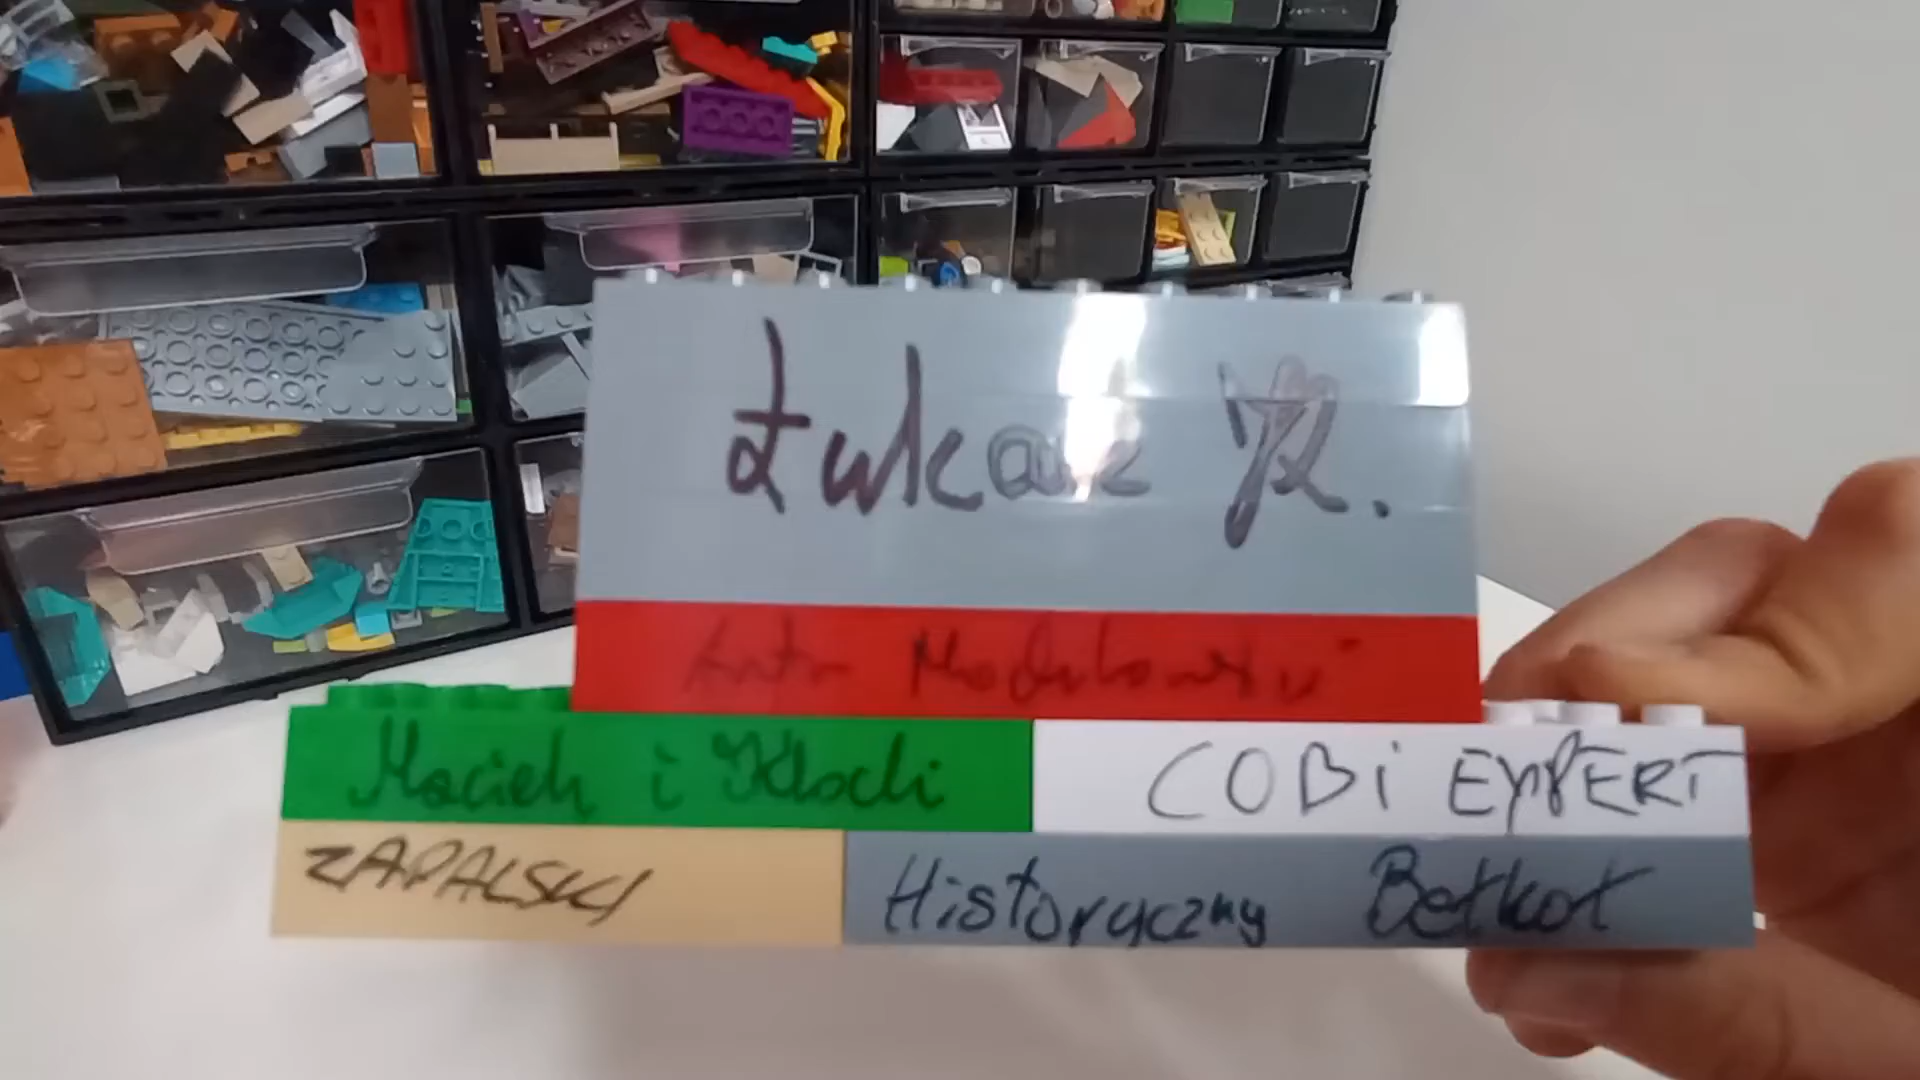 Łukasz R.
Maciek i Klocki
COBi EXPERT
ZAPALSKI
Historyczny Bełkot